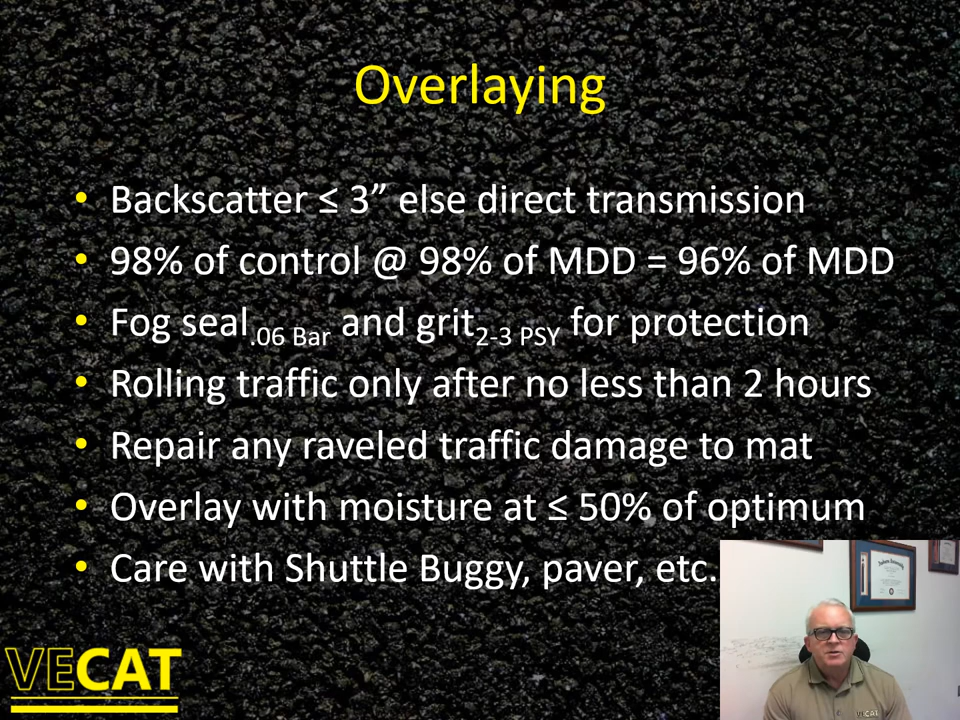 Overlaying
• Backscatter ≤ 3” else direct transmission
• 98% of control @ 98% of MDD = 96% of MDD
• Fog seal.06 Bar and grit2-3 PSY for protection
• Rolling traffic only after no less than 2 hours
• Repair any raveled traffic damage to mat
• Overlay with moisture at ≤ 50% of optimum
• Care with Shuttle Buggy, paver, etc.
VECAT
VECAT